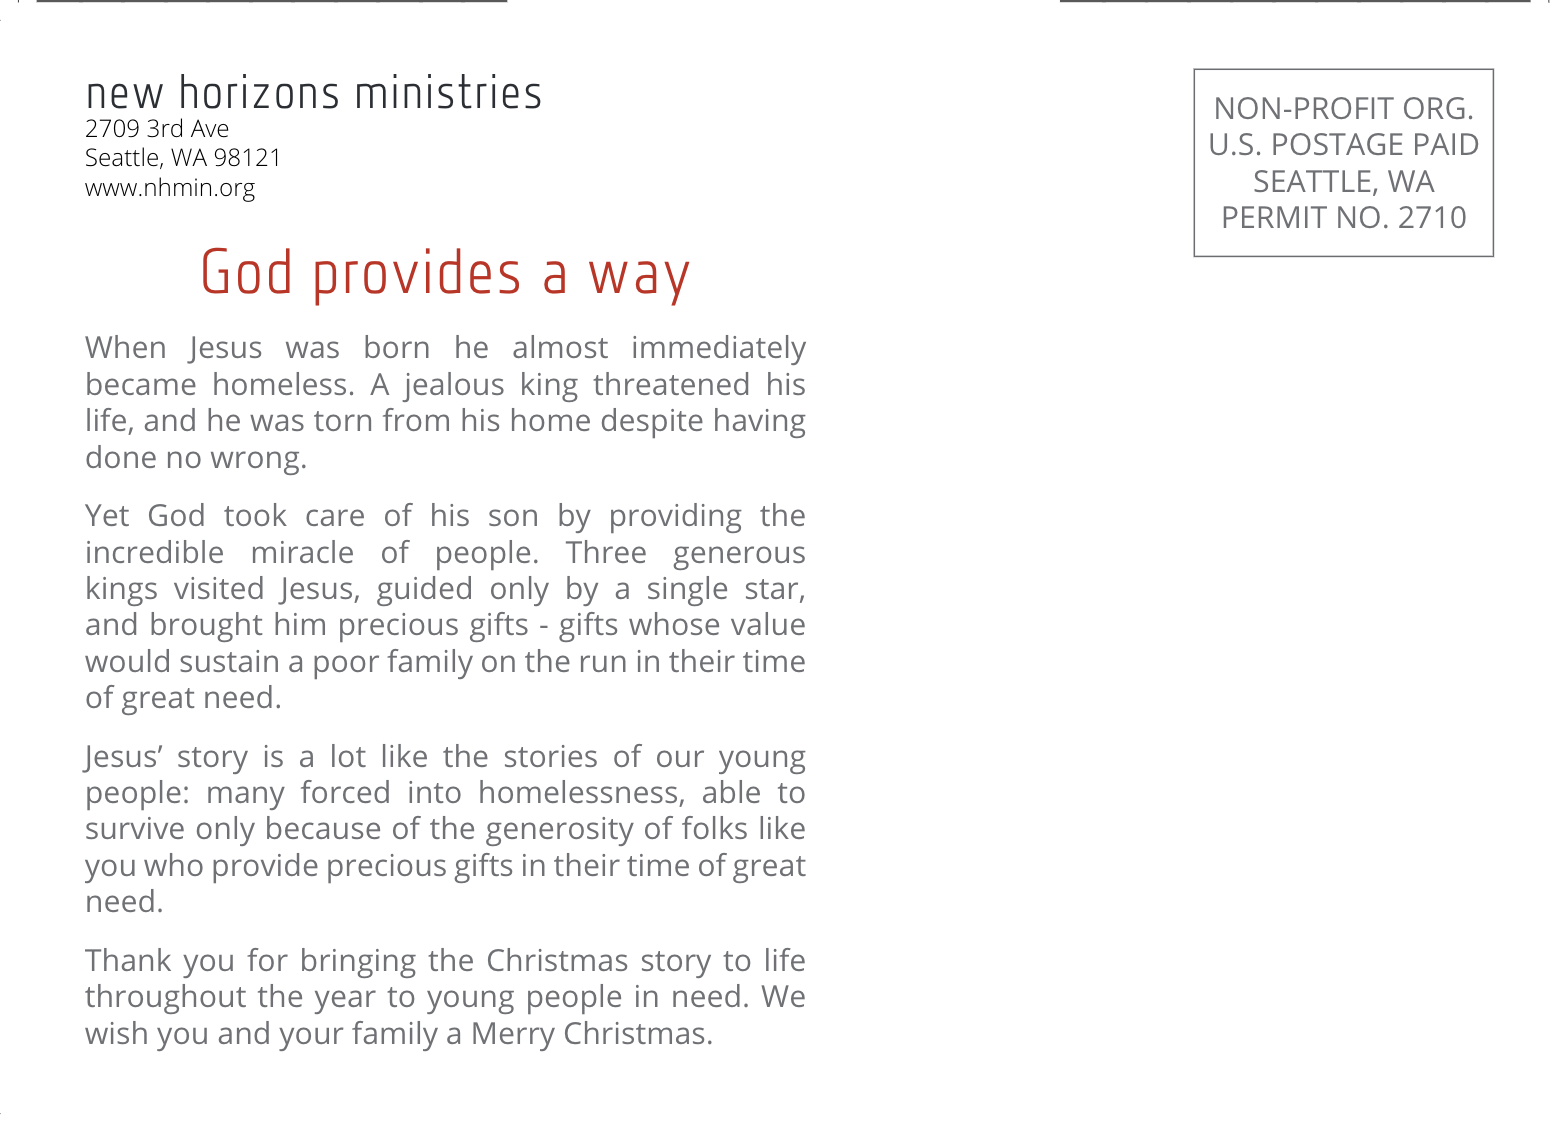 new horizons ministries
2709 3rd Ave
Seattle, WA 98121
www.nhmin.org
NON-PROFIT ORG.
U.S. POSTAGE PAID
SEATTLE, WA
PERMIT NO. 2710
God provides a way
When Jesus was born he almost immediately
became homeless. A jealous king threatened his
life, and he was torn from his home despite having
done no wrong.
Yet God took care of his son by providing the
incredible miracle of people. Three generous
kings visited Jesus, guided only by a single star,
and brought him precious gifts - gifts whose value
would sustain a poor family on the run in their time
of great need.
Jesus’ story is a lot like the stories of our young
people: many forced into homelessness, able to
survive only because of the generosity of folks like
you who provide precious gifts in their time of great
need.
Thank you for bringing the Christmas story to life
throughout the year to young people in need. We
wish you and your family a Merry Christmas.